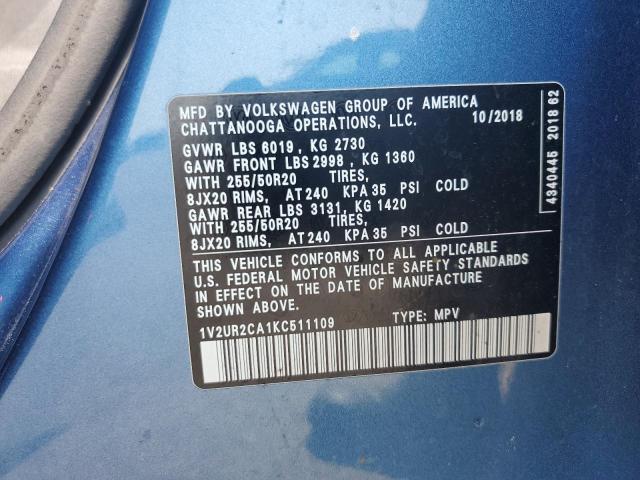 MFD BY VOLKSWAGEN GROUP OF AMERICA
CHATTANOOGA OPERATIONS, LLC. 10/2018
GVWR LBS 6019 , KG 2730
GAWR FRONT LBS 2998 , KG 1360
WITH 255/50R20 TIRES,
8JX20 RIMS, AT 240 KPA 35 PSI COLD
GAWR REAR LBS 3131, KG 1420
WITH 255/50R20 TIRES,
8JX20 RIMS, AT 240 KPA 35 PSI COLD
THIS VEHICLE CONFORMS TO ALL APPLICABLE
U.S. FEDERAL MOTOR VEHICLE SAFETY STANDARDS
IN EFFECT ON THE DATE OF MANUFACTURE
SHOWN ABOVE.
1V2UR2CA1KC511109 TYPE: MPV
4340445 2018 62